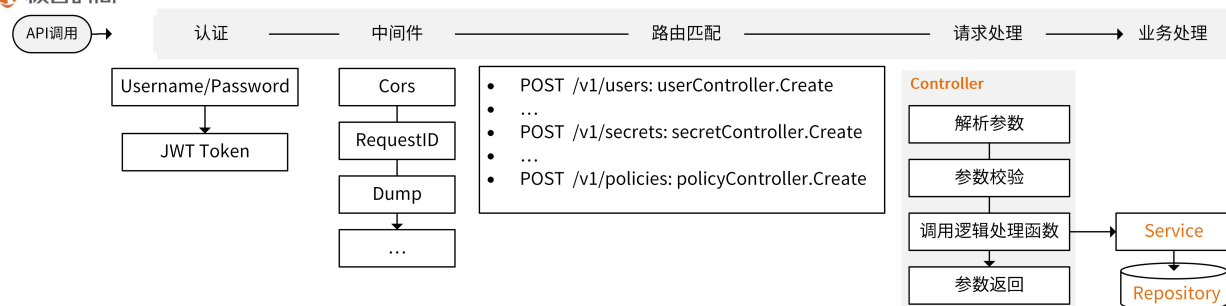 API调用
认证
中间件
路由匹配
请求处理
业务处理
Username/Password
JWT Token
Cors
RequestID
Dump
...
• POST /v1/users: userController.Create
• ...
• POST /v1/secrets: secretController.Create
• ...
• POST /v1/policies: policyController.Create
Controller
解析参数
参数校验
调用逻辑处理函数
参数返回
Service
Repository